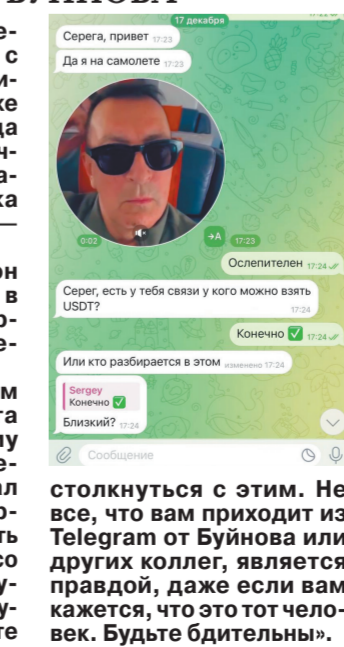 БУЙНОВА
17 декабря
Серега, привет 17:23
Да я на самолете 17:23
0:02
→A
17:23
Ослепителен 17:24
Серег, есть у тебя связи у кого можно взять
USDT?
17:24
Конечно ✅ 17:24
Или кто разбирается в этом изменено 17:24
Sergey
Конечно ✅
Близкий? 17:24
Сообщение
столкнуться с этим. Не
все, что вам приходит из
Telegram от Буйнова или
других коллег, является
правдой, даже если вам
кажется, что это тот чело-
век. Будьте бдительны».